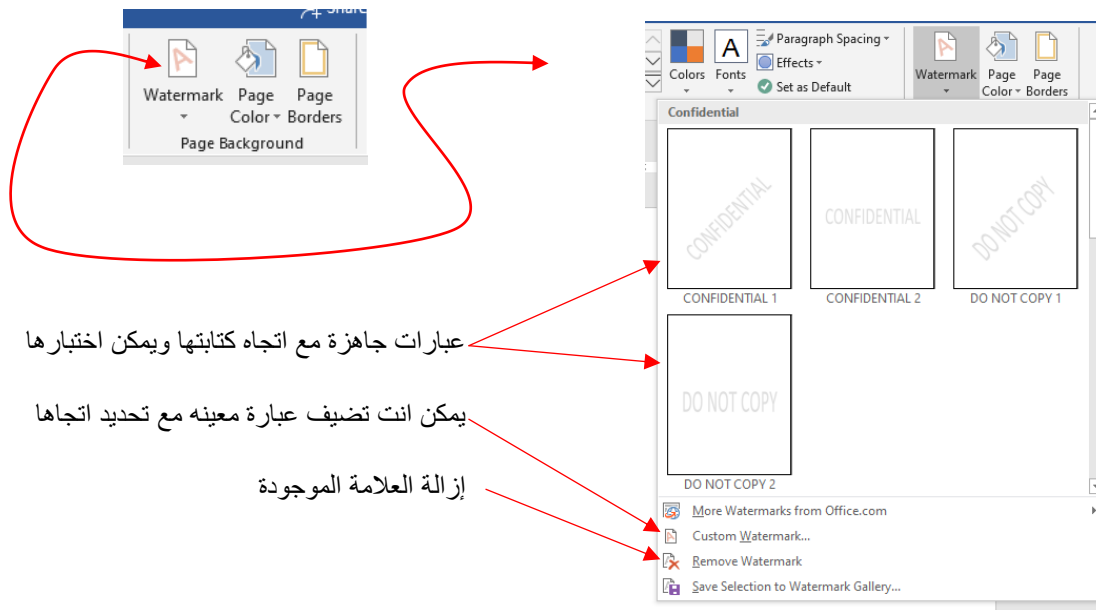 Share
Watermark Page Page
Color Borders
Page Background
Colors Fonts
Paragraph Spacing
Effects
Set as Default
Watermark Page Page
Color Borders
Confidential
CONFIDENTIAL
CONFIDENTIAL
DO NOT COPY
CONFIDENTIAL 1
CONFIDENTIAL 2
DO NOT COPY 1
DO NOT COPY
DO NOT COPY 2
More Watermarks from Office.com
Custom Watermark...
Remove Watermark
Save Selection to Watermark Gallery...
عبارات جاهزة مع اتجاه كتابتها ويمكن اختبارها
يمكن انت تضيف عبارة معينه مع تحديد اتجاها
إزالة العلامة الموجودة